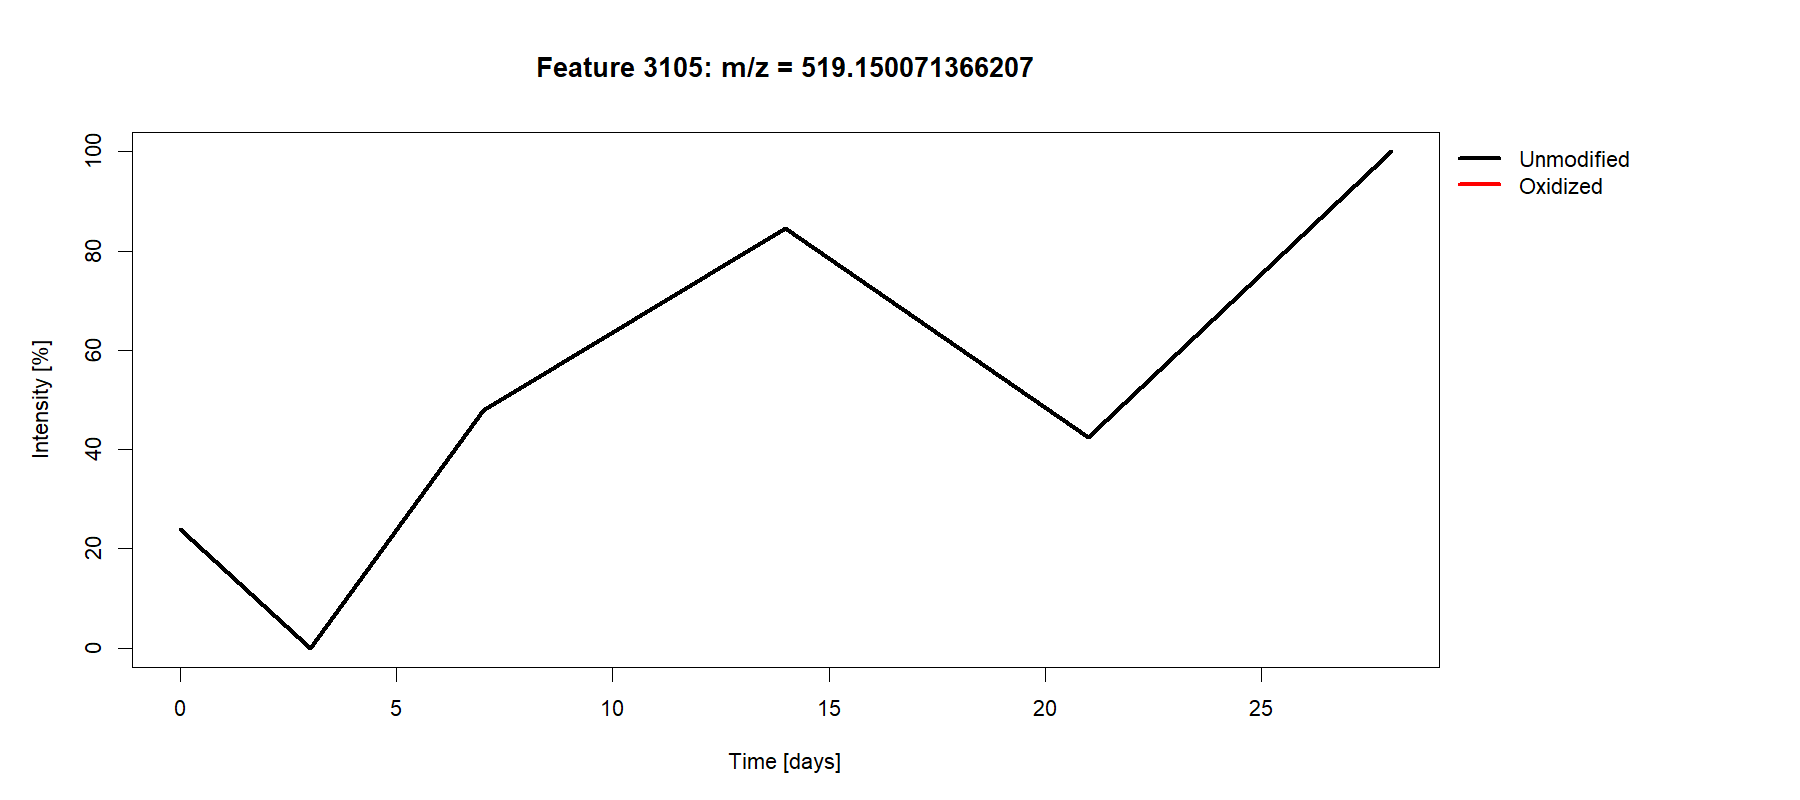 Feature 3105: m/z = 519.150071366207
Unmodified
Oxidized
Intensity [%]
100
80
60
40
20
0
0 5 10 15 20 25
Time [days]